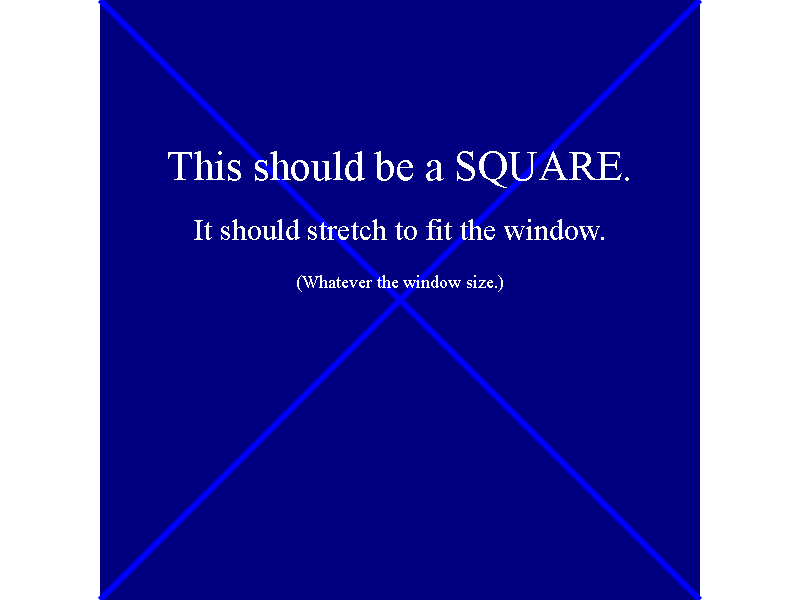 This should be a SQUARE.
It should stretch to fit the window.
(Whatever the window size.)